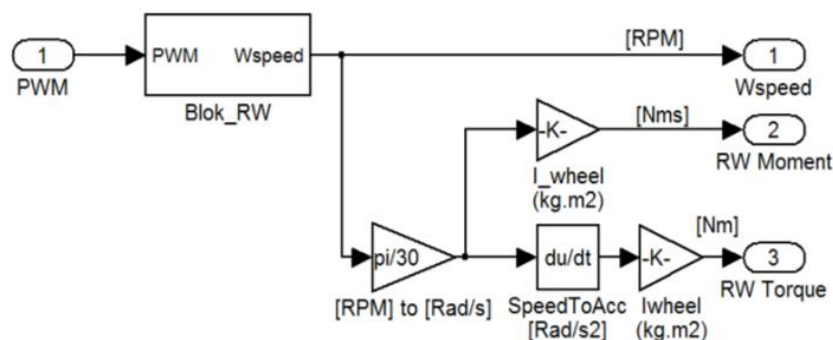 [RPM]
1
PWM
PWM Wspeed
Blok_RW
1
Wspeed
-K-
[Nms]
2
RW Moment
I_wheel
(kg.m2)
pi/30
[RPM] to [Rad/s]
du/dt
SpeedToAcc
[Rad/s2]
-K-
Iwheel
(kg.m2)
[Nm]
3
RW Torque